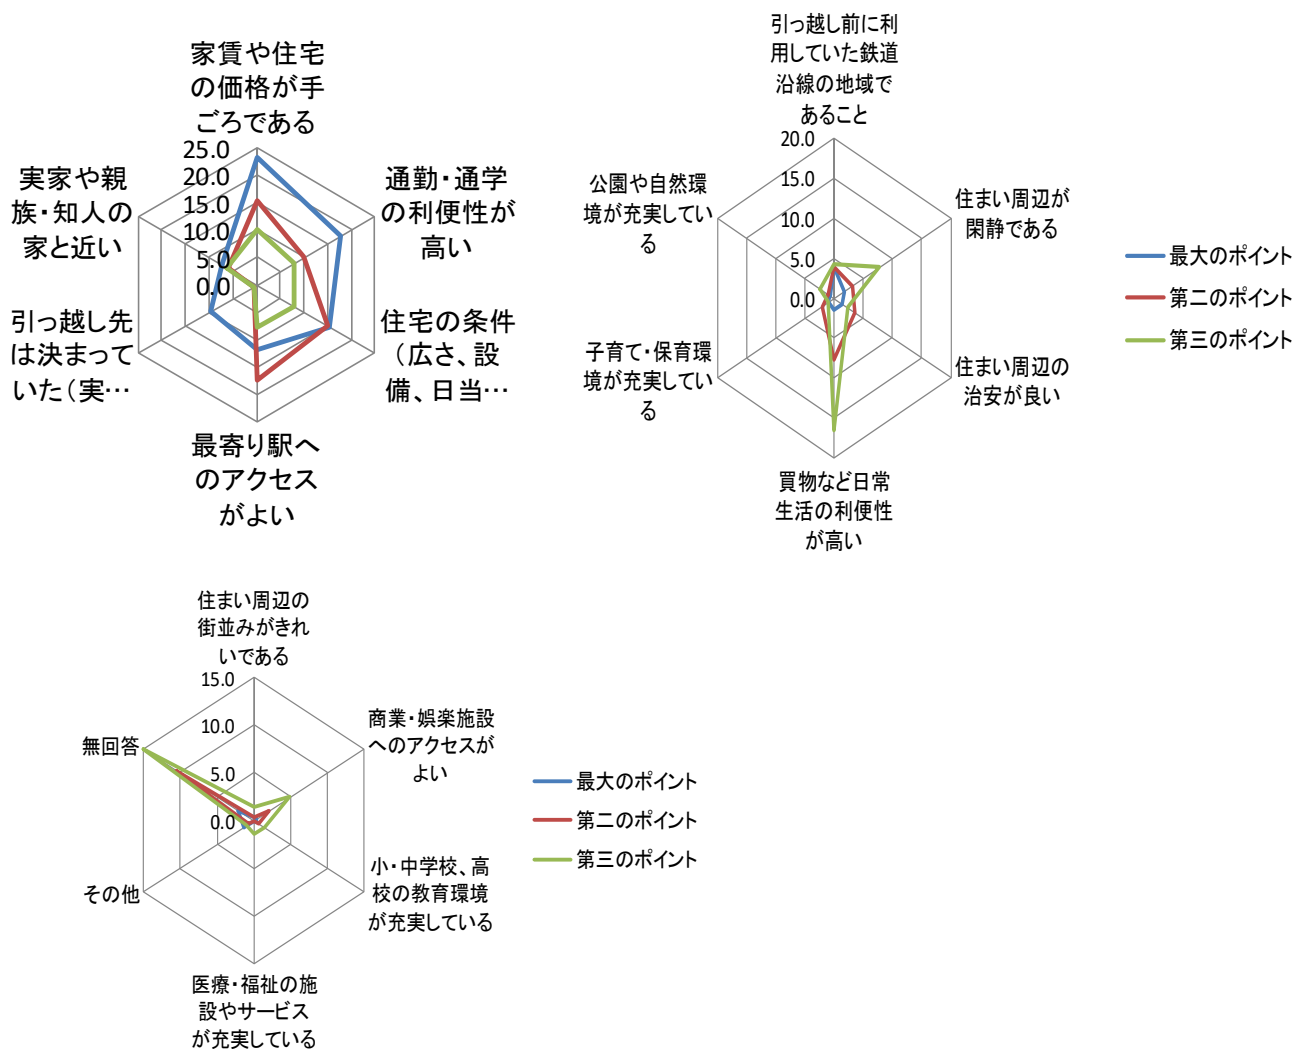 家賃や住宅
の価格が手
ごろである
25.0
20.0
15.0
10.0
5.0
0.0
通勤・通学
の利便性が
高い
住宅の条件
（広さ、設
備、日当…
最寄り駅へ
のアクセス
がよい
引っ越し先
は決まって
いた（実…
実家や親
族・知人の
家と近い
引っ越し前に利
用していた鉄道
沿線の地域で
あること
20.0
15.0
10.0
5.0
0.0
住まい周辺が
閑静である
住まい周辺の
治安が良い
買物など日常
生活の利便性
が高い
子育て・保育環
境が充実してい
る
公園や自然環
境が充実してい
る
最大のポイント
第二のポイント
第三のポイント
住まい周辺の
街並みがきれ
いである
15.0
10.0
5.0
0.0
商業・娯楽施設
へのアクセスが
よい
小・中学校、高
校の教育環境
が充実している
医療・福祉の施
設やサービス
が充実している
その他
無回答
最大のポイント
第二のポイント
第三のポイント